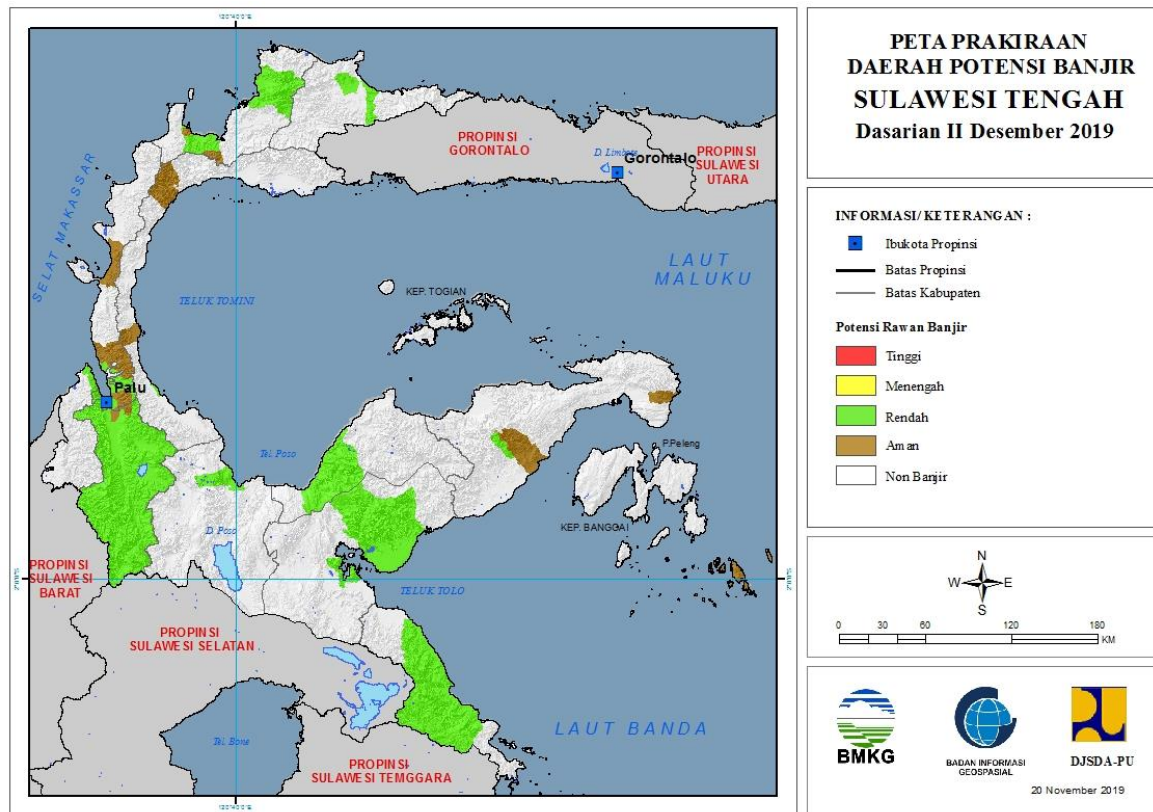 PETA PRAKIRAAN
DAERAH POTENSI BANJIR
SULAWESI TENGAH
Dasarian II Desember 2019
INFORMASI/ KETERANGAN :
Ibukota Propinsi
Batas Propinsi
Batas Kabupaten
Potensi Rawan Banjir
Tinggi
Menengah
Rendah
Aman
Non Banjir
N
W E
S
0 30 60 120 180
KM
BMKG
BADAN INFORMASI
GEOSPASIAL
DJSDA-PU
20 November 2019
PROPINSI
GORONTALO
D. Limboto
Gorontalo
PROPINSI
SULAWESI
UTARA
SELAT MAKASSAR
LAUT
MALUKU
TELUK TOMINI
KEP. TOGIAN
Palu
Tel. Poso
P.Peleng
KEP. BANGGAI
D. Poso
PROPINSI
SULAWESI
BARAT
TELUK TOLO
PROPINSI
SULAWESI SELATAN
LAUT BANDA
Tel. Bone
PROPINSI
SULAWESI TEMGGARA